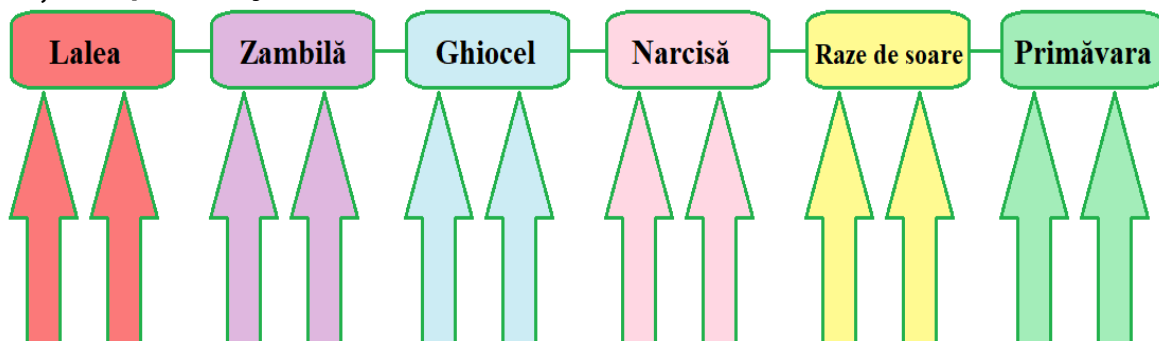 Lalea
Zambilă
Ghiocel
Narcisă
Raze de soare
Primăvara